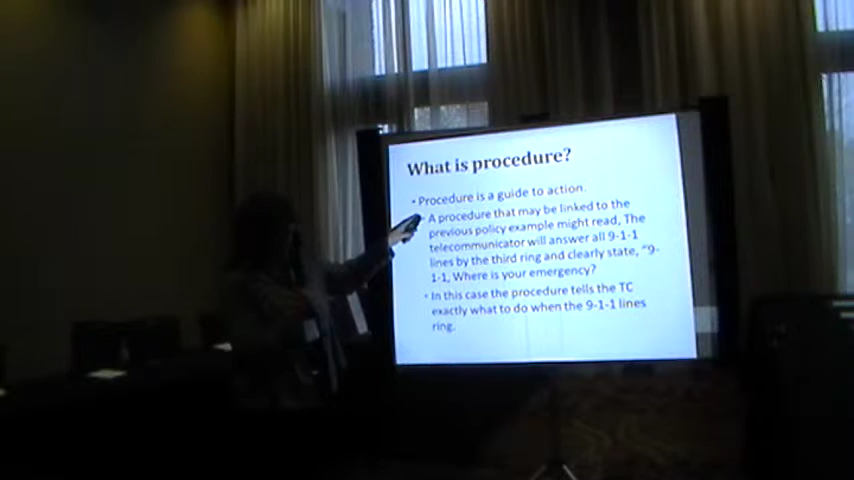 What is procedure?
• Procedure is a guide to action.
• A procedure that may be linked to the
previous policy example might read, The
telecommunicator will answer all 9-1-1
lines by the third ring and clearly state, "9-
1-1, Where is your emergency?
• In this case the procedure tells the TC
exactly what to do when the 9-1-1 lines
ring.